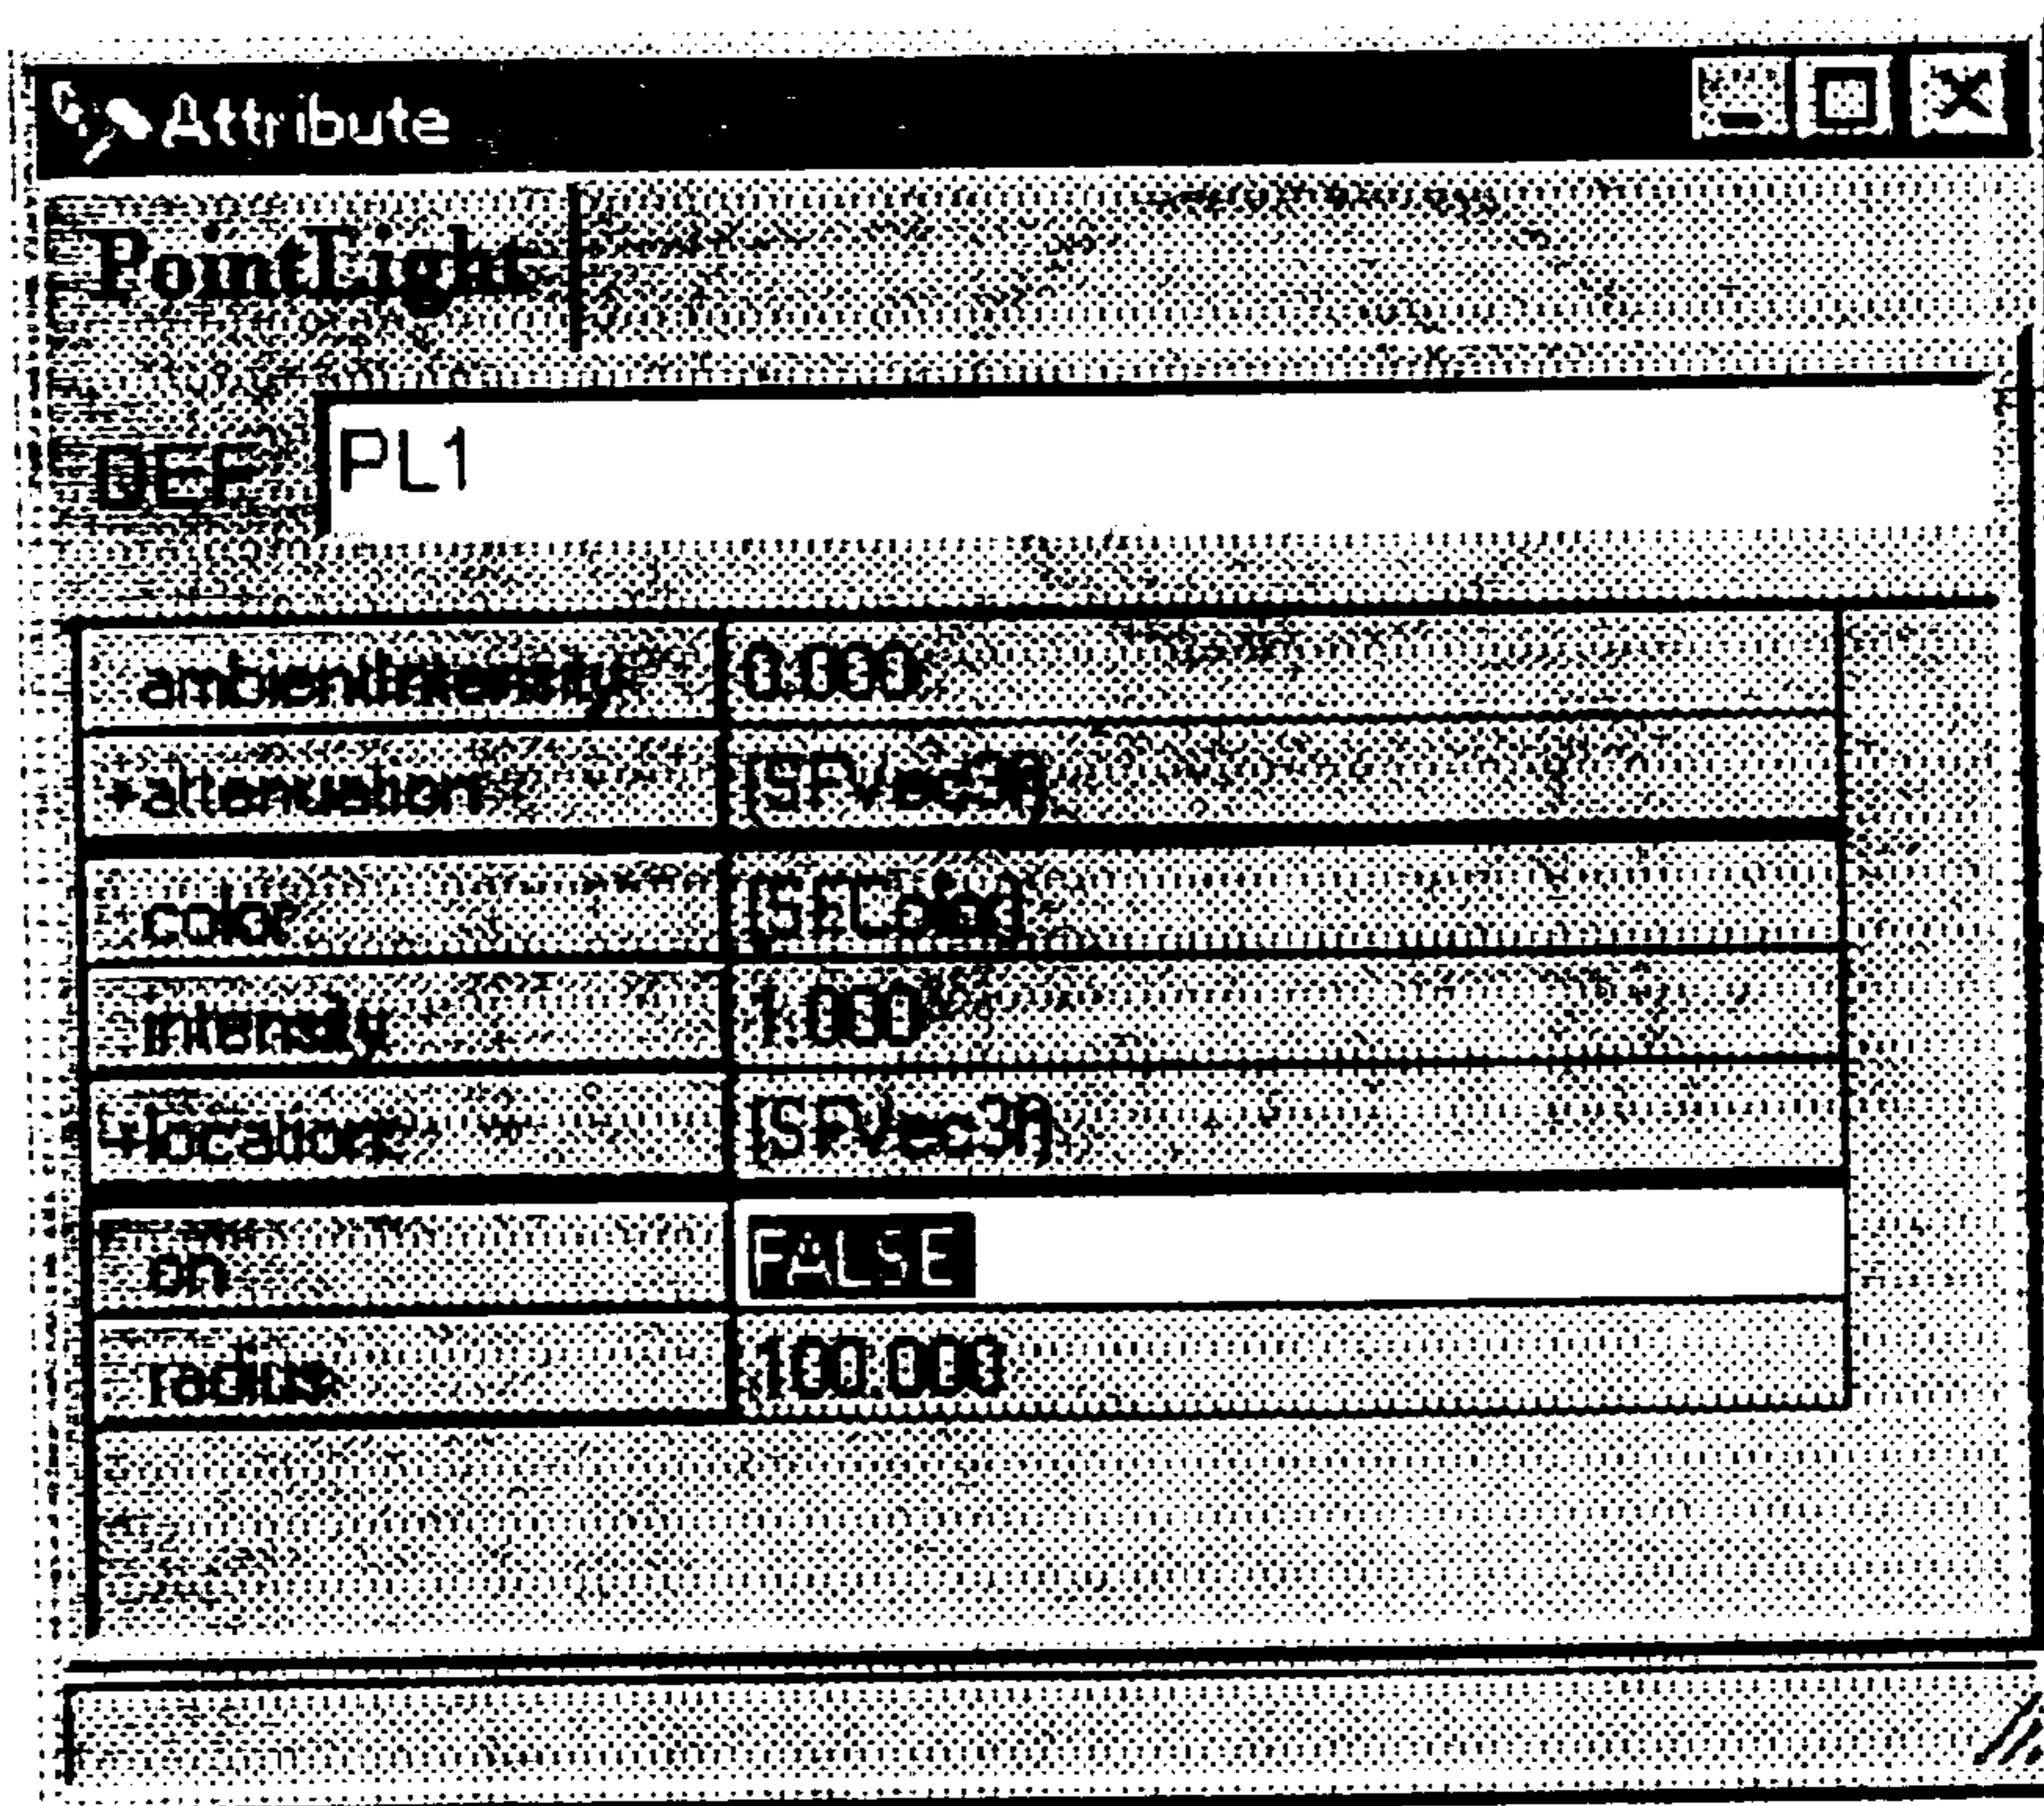 Attribute
PointLight
DEF PL1
ambientIntensity 0.000
+attenuation (SFVec3f)
color (SFColor)
intensity 1.000
+location (SFVec3f)
on FALSE
radius 100.000